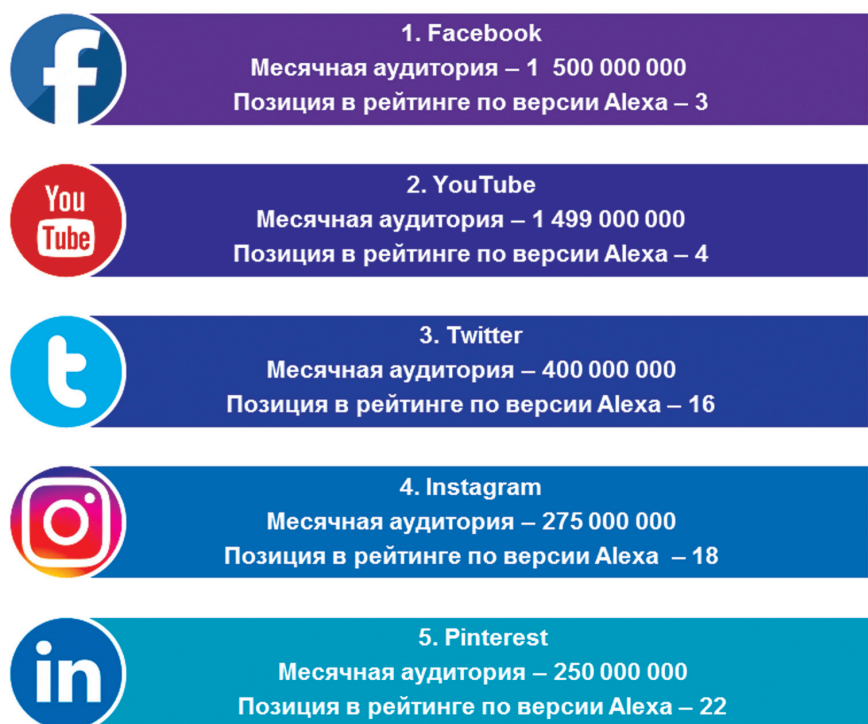 1. Facebook
Месячная аудитория – 1 500 000 000
Позиция в рейтинге по версии Alexa – 3
You
Tube
2. YouTube
Месячная аудитория – 1 499 000 000
Позиция в рейтинге по версии Alexa – 4
3. Twitter
Месячная аудитория – 400 000 000
Позиция в рейтинге по версии Alexa – 16
4. Instagram
Месячная аудитория – 275 000 000
Позиция в рейтинге по версии Alexa – 18
in
5. Pinterest
Месячная аудитория – 250 000 000
Позиция в рейтинге по версии Alexa – 22